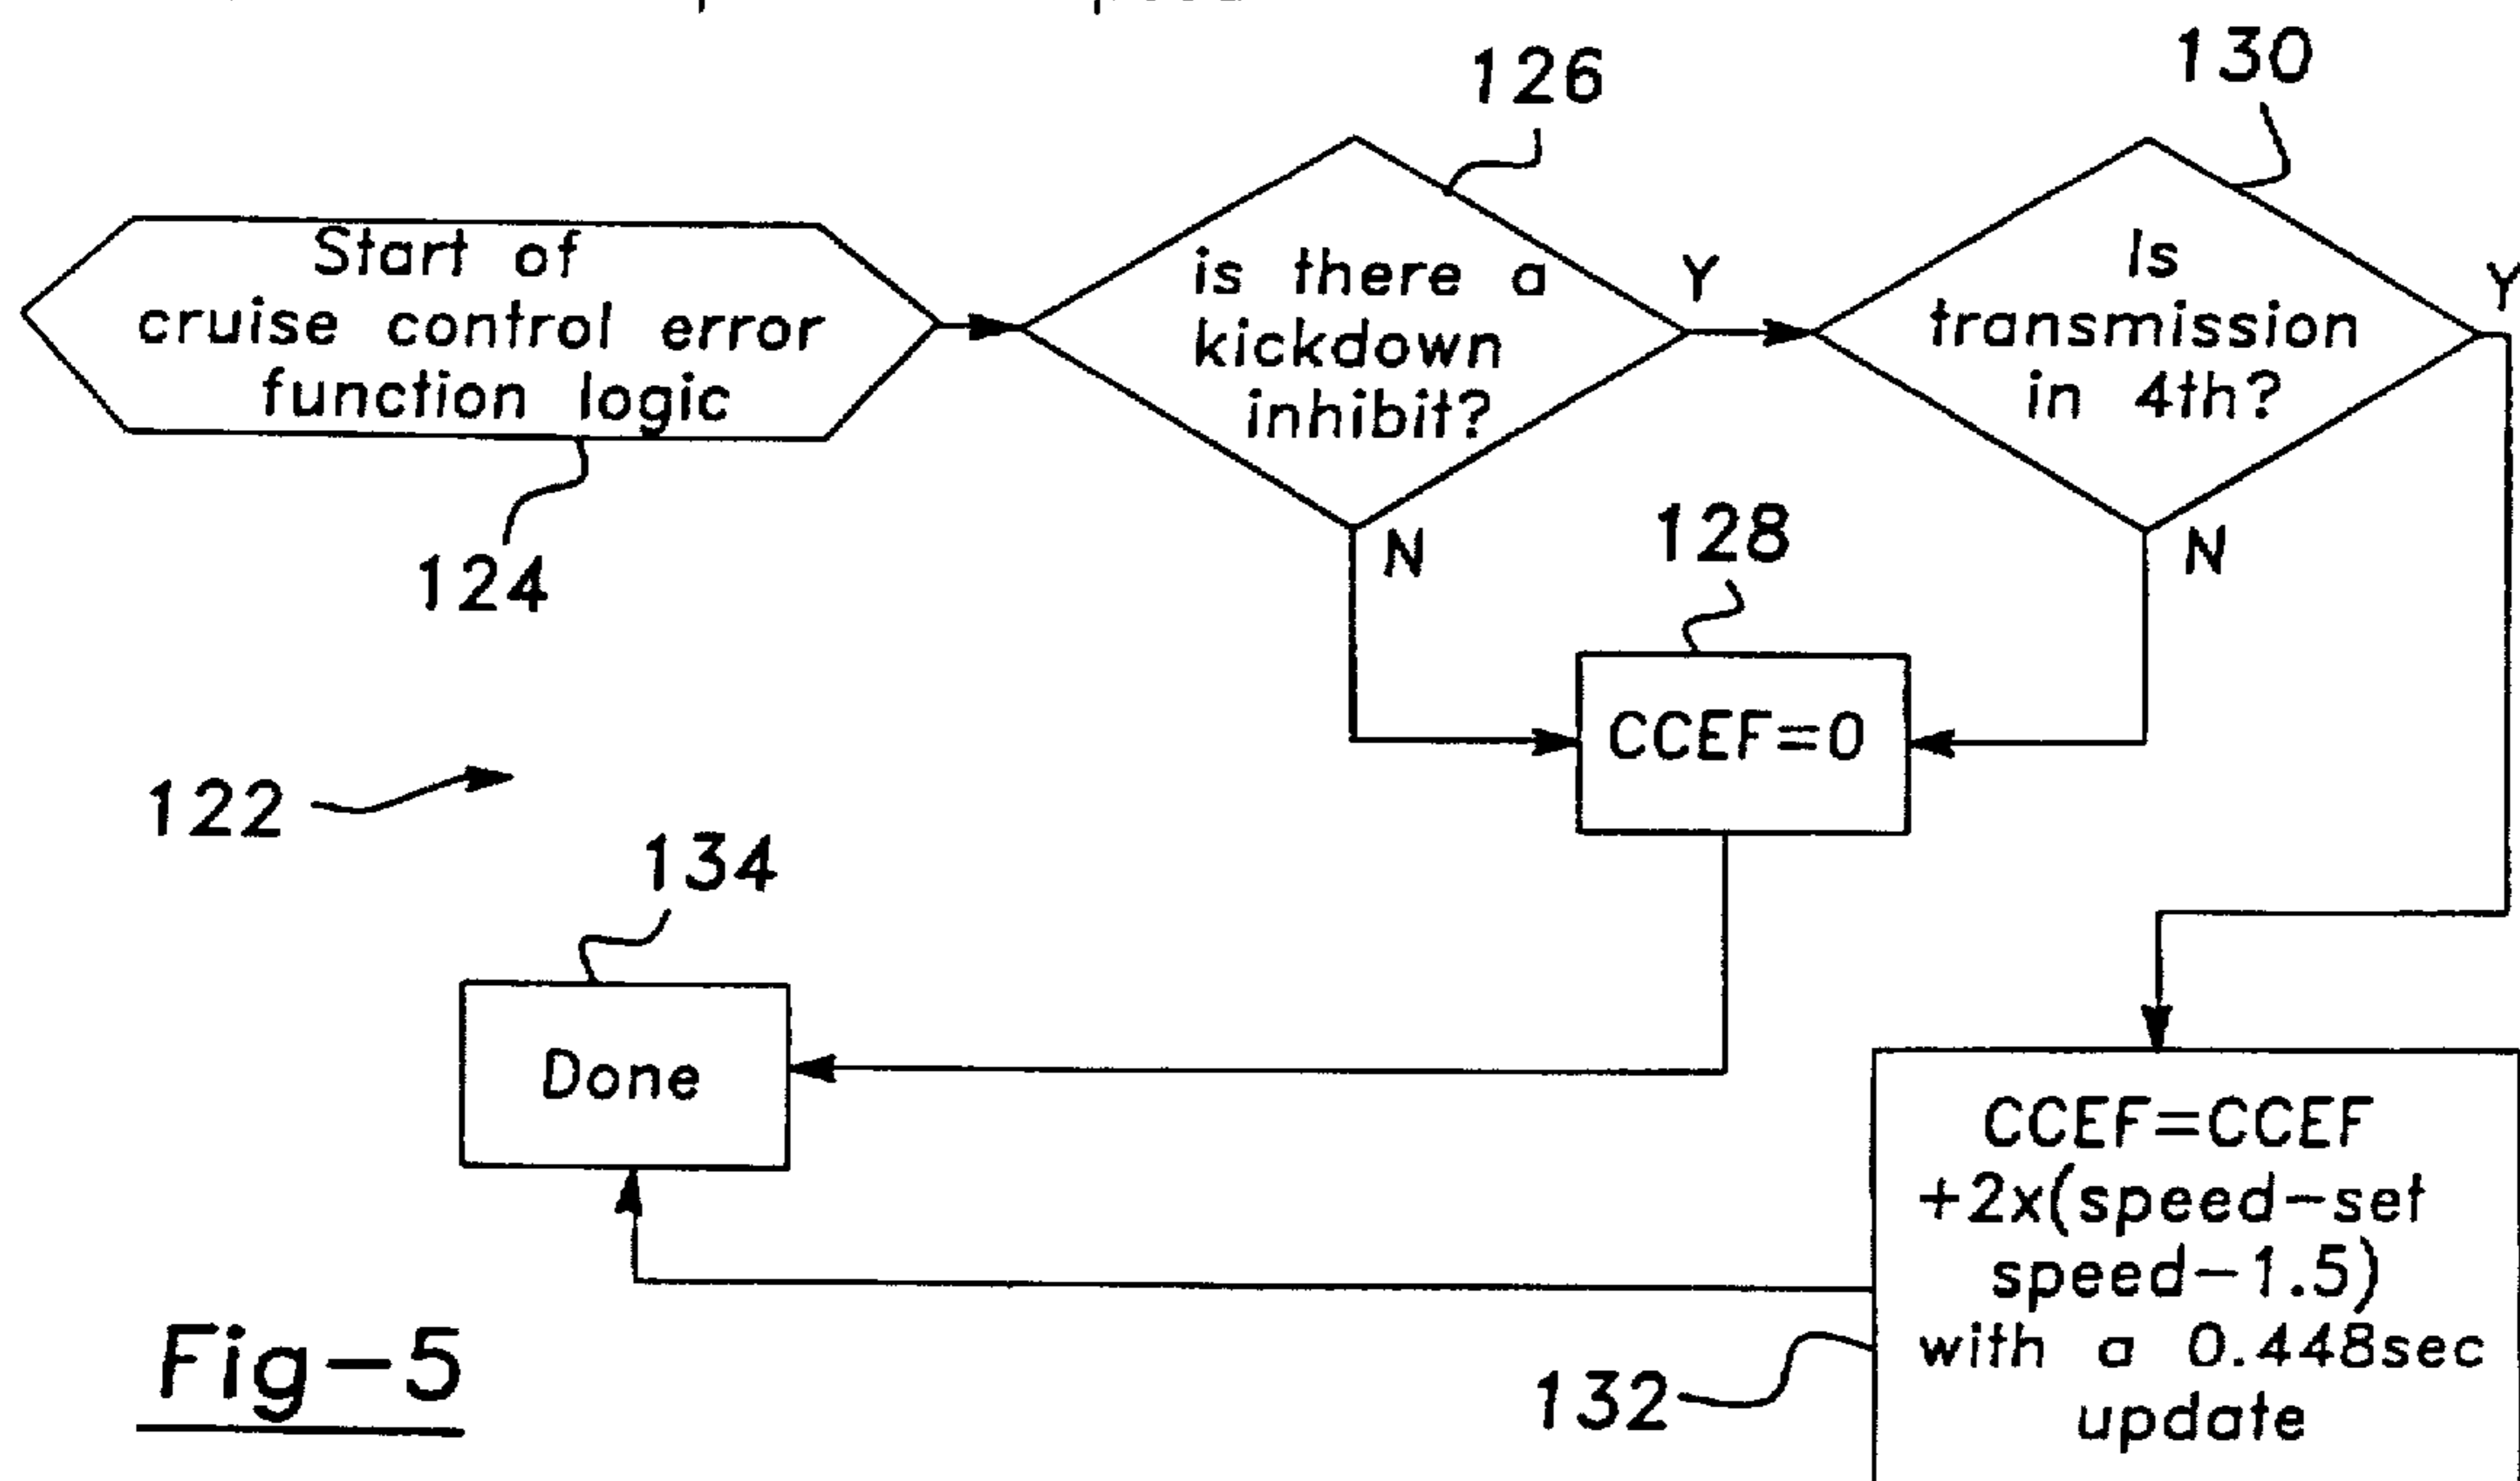 126
130
Start of
cruise control error
function logic
124
is there a
kickdown
inhibit?
Y
N
Is
transmission
in 4th?
Y
N
128
CCEF=0
122
134
Done
CCEF=CCEF
+2x(speed-set
speed-1.5)
with a 0.448sec
update
132
Fig-5